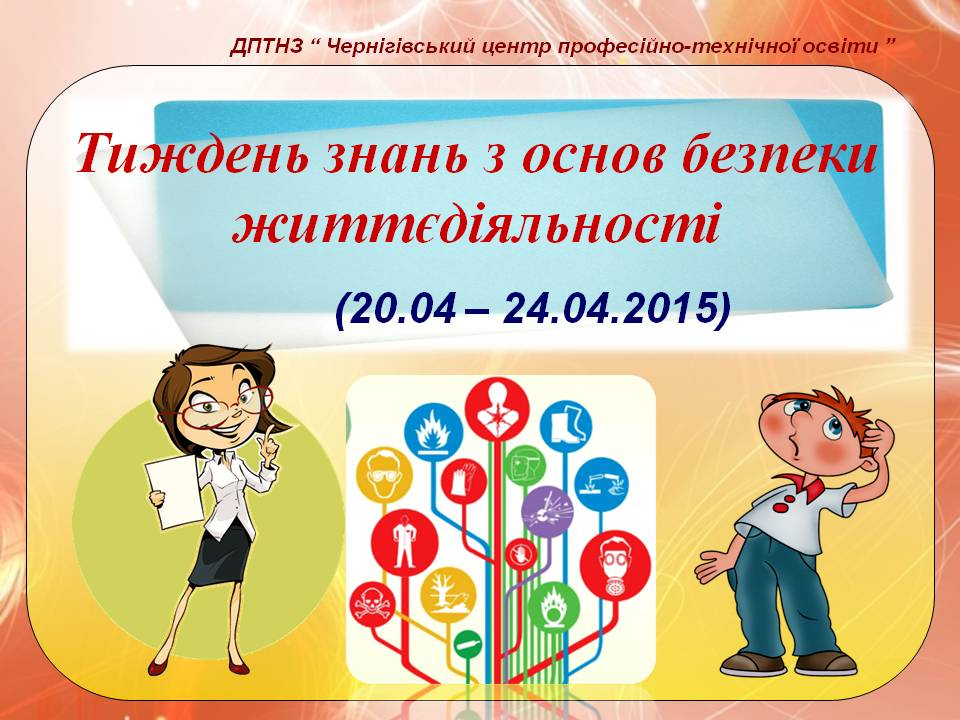 ДПТНЗ “ Чернігівський центр професійно-технічної освіти ”
Тиждень знань з основ безпеки
життєдіяльності
(20.04 – 24.04.2015)